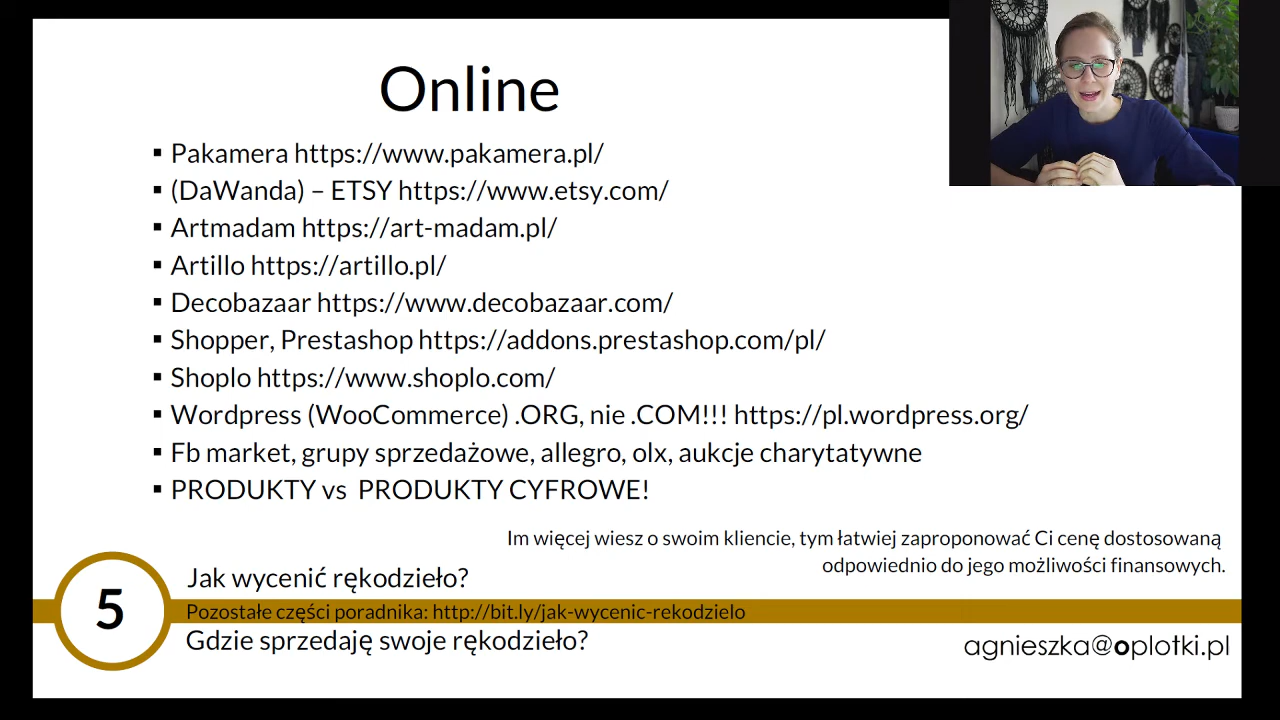 Online
▪ Pakamera https://www.pakamera.pl/
▪ (DaWanda) – ETSY https://www.etsy.com/
▪ Artmadam https://art-madam.pl/
▪ Artillo https://artillo.pl/
▪ Decobazaar https://www.decobazaar.com/
▪ Shopper, Prestashop https://addons.prestashop.com/pl/
▪ Shoplo https://www.shoplo.com/
▪ Wordpress (WooCommerce) .ORG, nie .COM!!! https://pl.wordpress.org/
▪ Fb market, grupy sprzedażowe, allegro, olx, aukcje charytatywne
▪ PRODUKTY vs PRODUKTY CYFROWE!
Im więcej wiesz o swoim kliencie, tym łatwiej zaproponować Ci cenę dostosowaną
odpowiednio do jego możliwości finansowych.
5
Jak wycenić rękodzieło?
Pozostałe części poradnika: http://bit.ly/jak-wycenic-rekodzielo
Gdzie sprzedaję swoje rękodzieło?
agnieszka@oplotki.pl